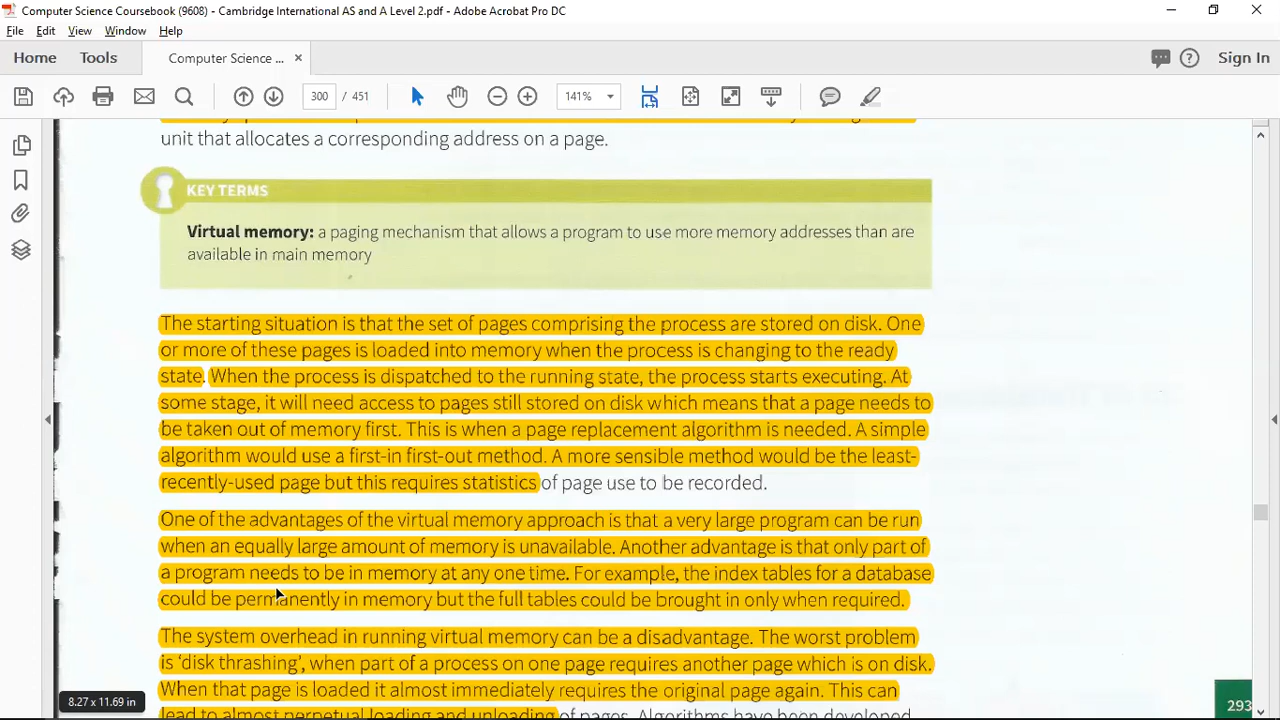 Computer Science Coursebook (9608) - Cambridge International AS and A Level 2.pdf - Adobe Acrobat Pro DC
File Edit View Window Help
Home Tools Computer Science ... × Sign In
300 / 451 141%
unit that allocates a corresponding address on a page.
KEY TERMS
Virtual memory: a paging mechanism that allows a program to use more memory addresses than are
available in main memory
The starting situation is that the set of pages comprising the process are stored on disk. One
or more of these pages is loaded into memory when the process is changing to the ready
state. When the process is dispatched to the running state, the process starts executing. At
some stage, it will need access to pages still stored on disk which means that a page needs to
be taken out of memory first. This is when a page replacement algorithm is needed. A simple
algorithm would use a first-in first-out method. A more sensible method would be the least-
recently-used page but this requires statistics of page use to be recorded.
One of the advantages of the virtual memory approach is that a very large program can be run
when an equally large amount of memory is unavailable. Another advantage is that only part of
a program needs to be in memory at any one time. For example, the index tables for a database
could be permanently in memory but the full tables could be brought in only when required.
The system overhead in running virtual memory can be a disadvantage. The worst problem
is ‘disk thrashing’, when part of a process on one page requires another page which is on disk.
When that page is loaded it almost immediately requires the original page again. This can
lead to almost perpetual loading and unloading of pages. Algorithms have been developed
8.27 x 11.69 in
293